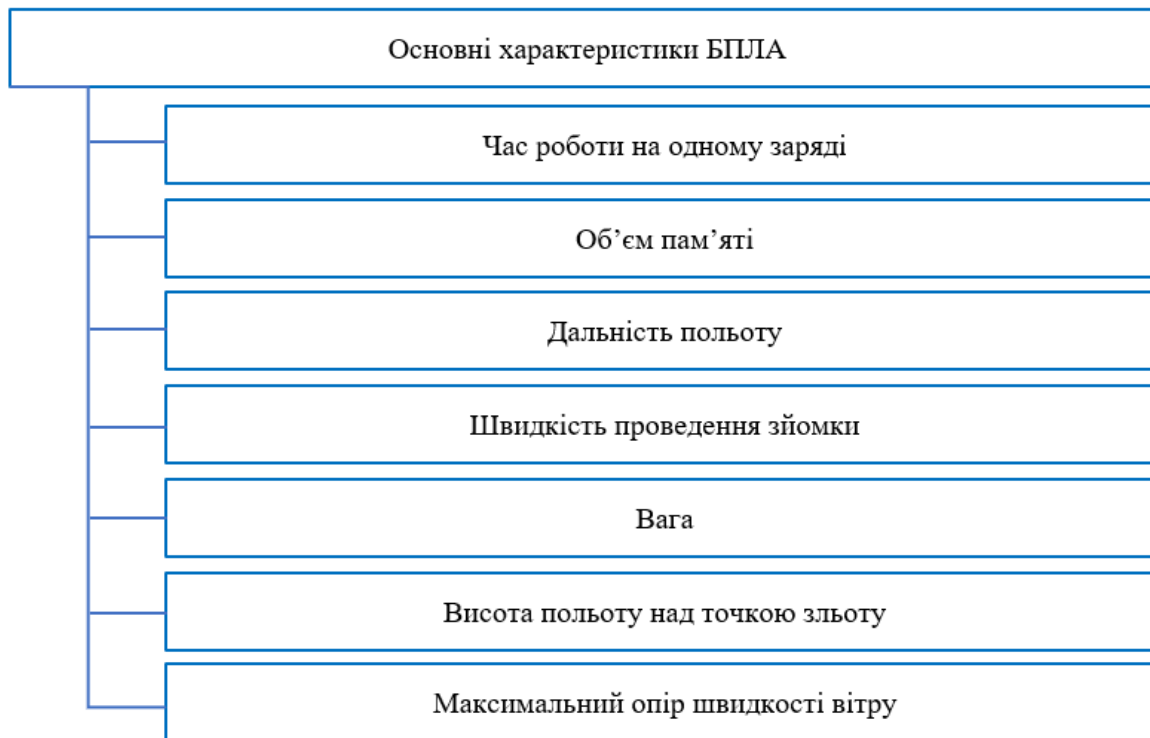 Основні характеристики БПЛА
Час роботи на одному заряді
Об’єм пам’яті
Дальність польоту
Швидкість проведення зйомки
Вага
Висота польоту над точкою зльоту
Максимальний опір швидкості вітру